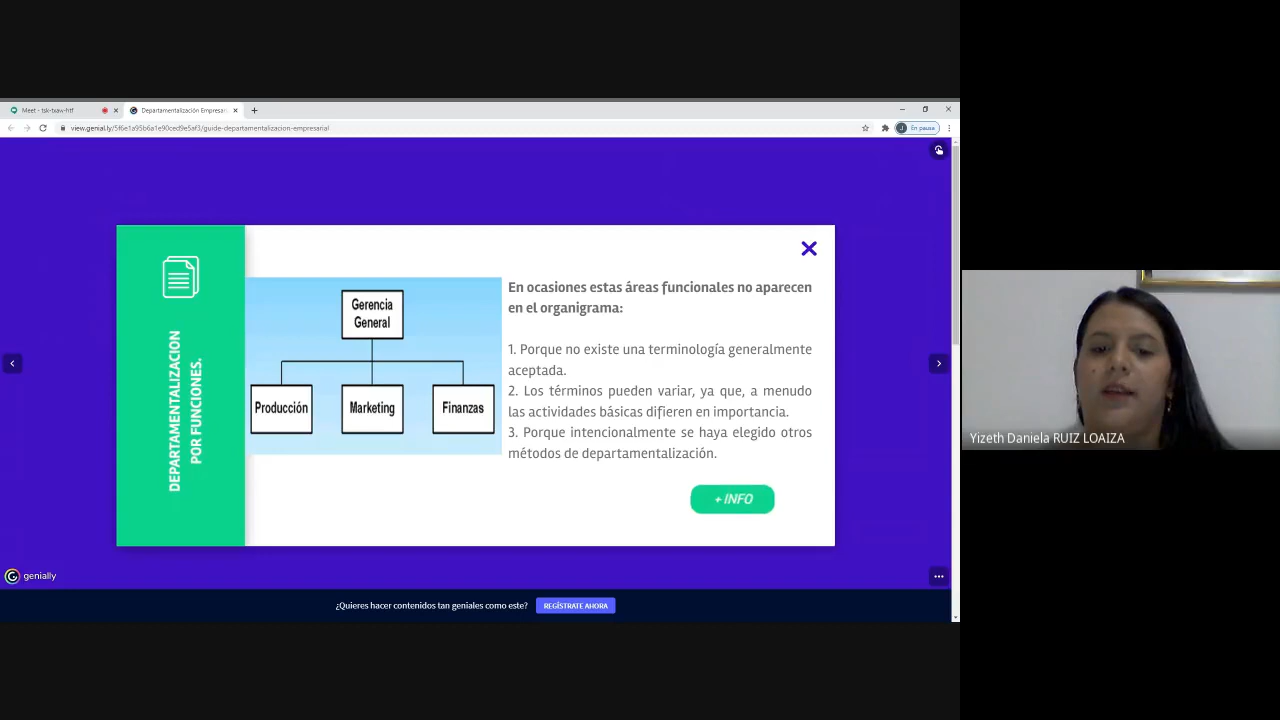 Meet - tsk-txaw-htf
Departamentalización Empresari
view.genial.ly/5f6e1a95b6a1e90ced9e5af3/guide-departamentalizacion-empresarial
J
En pausa
DEPARTAMENTALIZACION
POR FUNCIONES.
Gerencia
General
Producción
Marketing
Finanzas
En ocasiones estas áreas funcionales no aparecen
en el organigrama:
1. Porque no existe una terminología generalmente
aceptada.
2. Los términos pueden variar, ya que, a menudo
las actividades básicas difieren en importancia.
3. Porque intencionalmente se haya elegido otros
métodos de departamentalización.
+ INFO
genially
¿Quieres hacer contenidos tan geniales como este?
REGÍSTRATE AHORA
Yizeth Daniela RUIZ LOAIZA